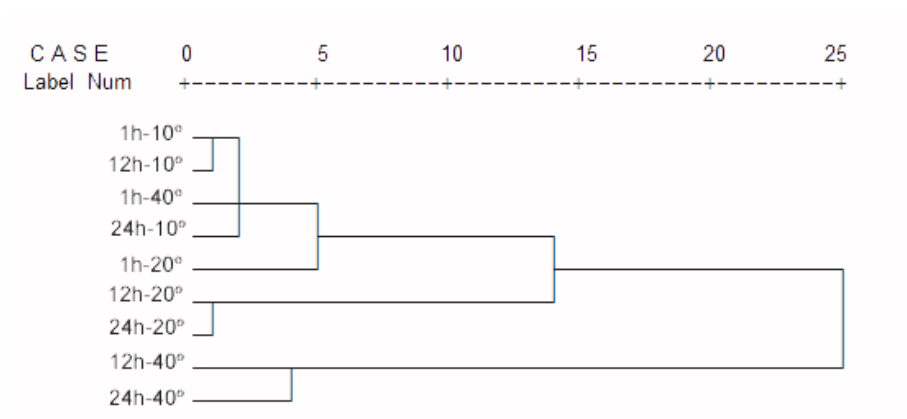 C A S E 0 5 10 15 20 25
Label Num +---------+---------+---------+---------+---------+
1h-10º
12h-10º
1h-40º
24h-10º
1h-20º
12h-20º
24h-20º
12h-40º
24h-40º